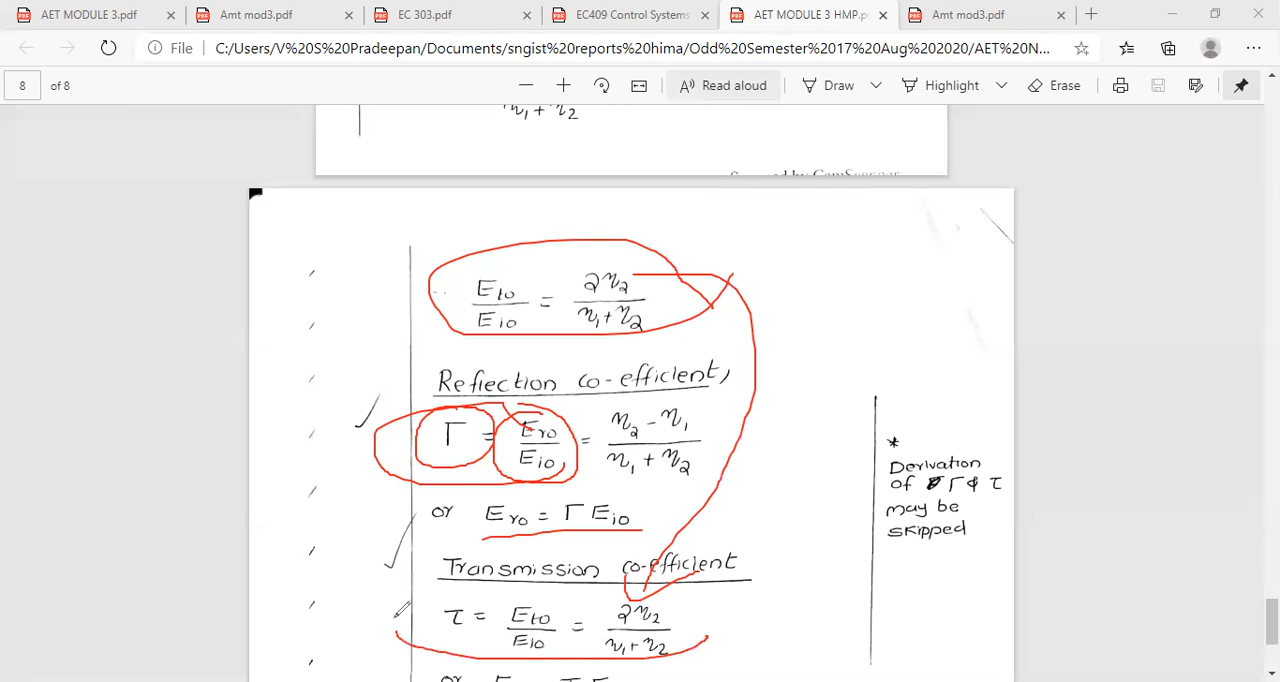 AET MODULE 3.pdf
Amt mod3.pdf
EC 303.pdf
EC409 Control Systems
AET MODULE 3 HMP.p
Amt mod3.pdf
File
C:/Users/V%20S%20Pradeepan/Documents/sngist%20reports%20hima/Odd%20Semester%202017%20Aug%202020/AET%20N...
8
of 8
Read aloud
Draw
Highlight
Erase
η1 + η2
Eto/Eio = 2η2/(η1+η2)
Reflection co-efficient,
Γ = Ero/Eio = (η2 - η1)/(η1 + η2)
or Ero = Γ Eio
Transmission co-efficient
τ = Eto/Eio = 2η2/(η1+η2)
or
*
Derivation
of Γ & τ
may be
skipped